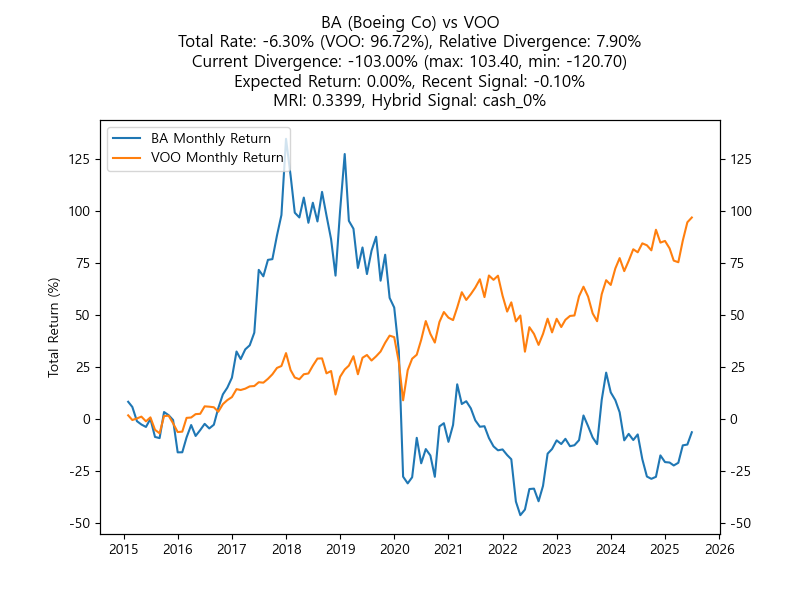 BA (Boeing Co) vs VOO
Total Rate: -6.30% (VOO: 96.72%), Relative Divergence: 7.90%
Current Divergence: -103.00% (max: 103.40, min: -120.70)
Expected Return: 0.00%, Recent Signal: -0.10%
MRI: 0.3399, Hybrid Signal: cash_0%
BA Monthly Return
VOO Monthly Return
Total Return (%)
125 125
100 100
75 75
50 50
25 25
0 0
-25 -25
-50 -50
2015 2016 2017 2018 2019 2020 2021 2022 2023 2024 2025 2026